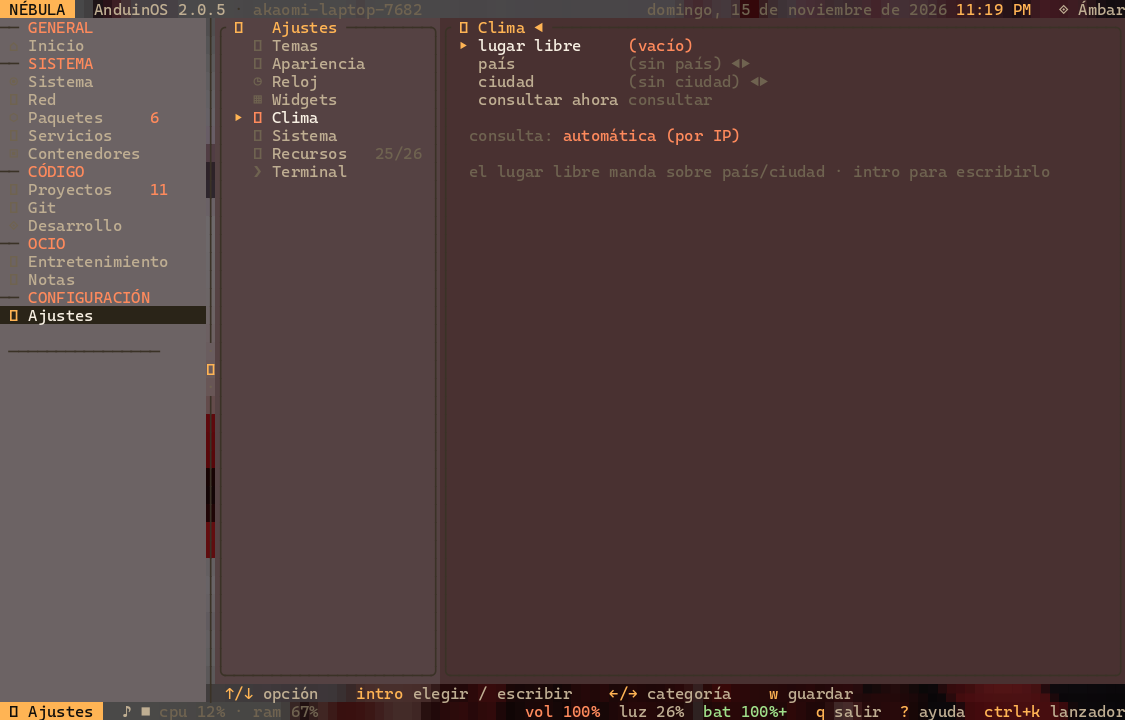 NÉBULA AnduinOS 2.0.5 · akaomi-laptop-7682 domingo, 15 de noviembre de 2026 11:19 PM Ámbar
GENERAL
Inicio
SISTEMA
Sistema
Red
Paquetes 6
Servicios
Contenedores
CÓDIGO
Proyectos 11
Git
Desarrollo
OCIO
Entretenimiento
Notas
CONFIGURACIÓN
Ajustes
Ajustes
Temas
Apariencia
Reloj
Widgets
Clima
Sistema
Recursos 25/26
Terminal
Clima
lugar libre (vacío)
país (sin país)
ciudad (sin ciudad)
consultar ahora consultar
consulta: automática (por IP)
el lugar libre manda sobre país/ciudad · intro para escribirlo
↑/↓ opción intro elegir / escribir ←/→ categoría w guardar
Ajustes ♪ ■ cpu 12% · ram 67% vol 100% luz 26% bat 100%+ q salir ? ayuda ctrl+k lanzador